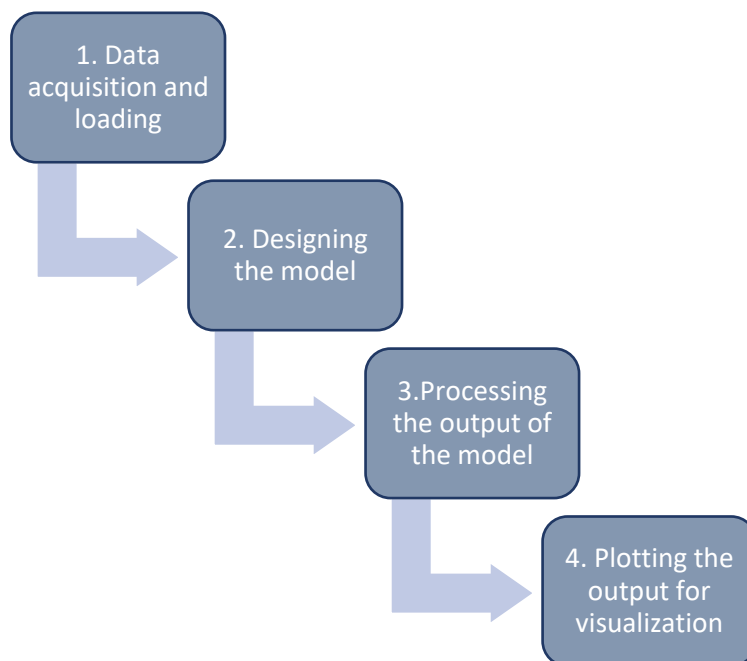 1. Data
acquisition and
loading
2. Designing
the model
3.Processing
the output of
the model
4. Plotting the
output for
visualization